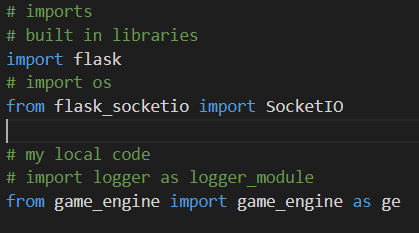 # imports
# built in libraries
import flask
# import os
from flask_socketio import SocketIO
# my local code
# import logger as logger_module
from game_engine import game_engine as ge